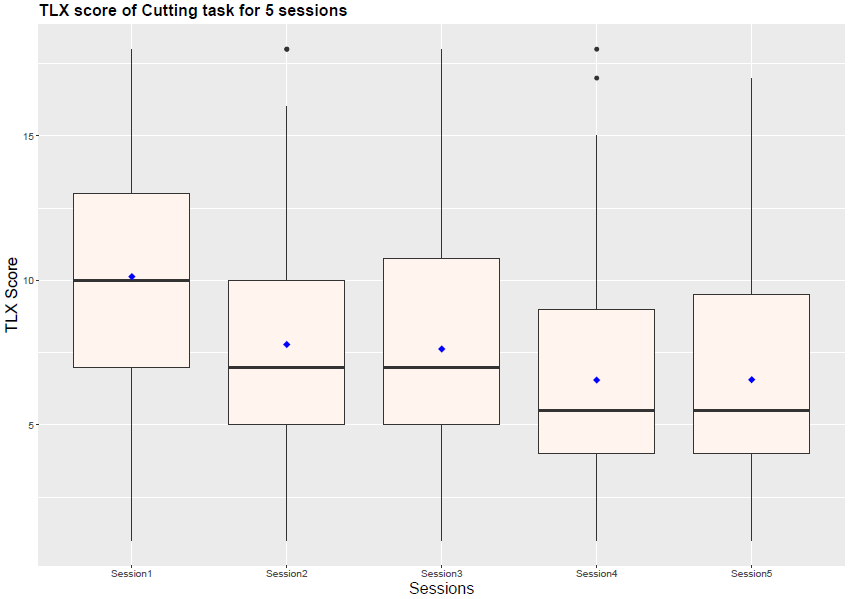 TLX score of Cutting task for 5 sessions
TLX Score
15
10
5
Session1 Session2 Session3 Session4 Session5
Sessions